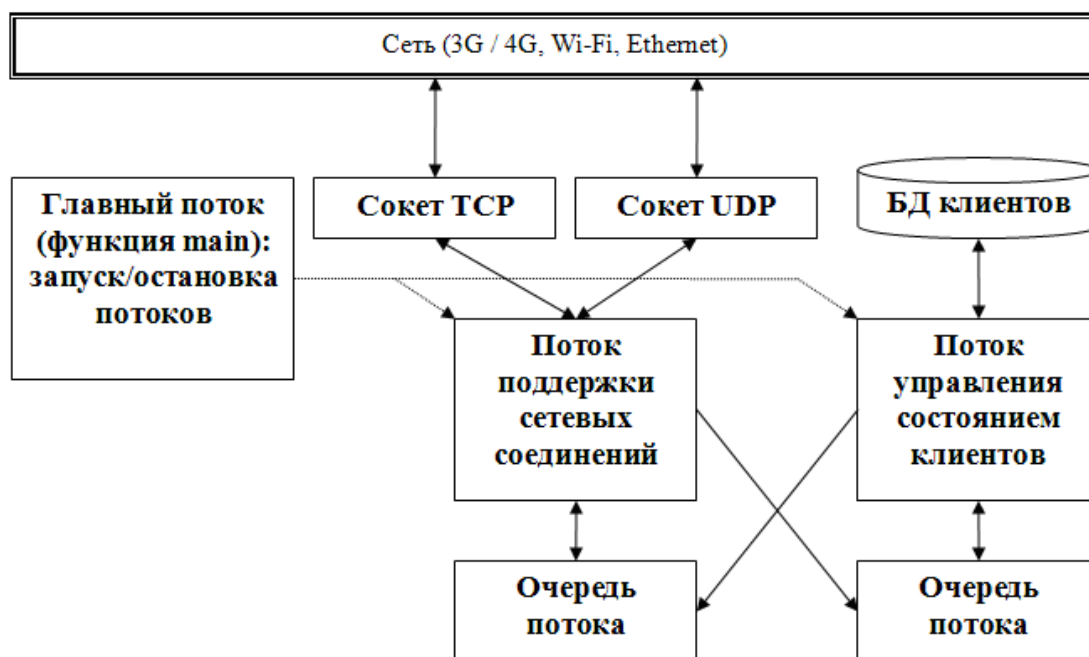 Сеть (3G / 4G, Wi-Fi, Ethernet)
Главный поток
(функция main):
запуск/остановка
потоков
Сокет TCP
Сокет UDP
БД клиентов
Поток
поддержки
сетевых
соединений
Поток
управления
состоянием
клиентов
Очередь
потока
Очередь
потока